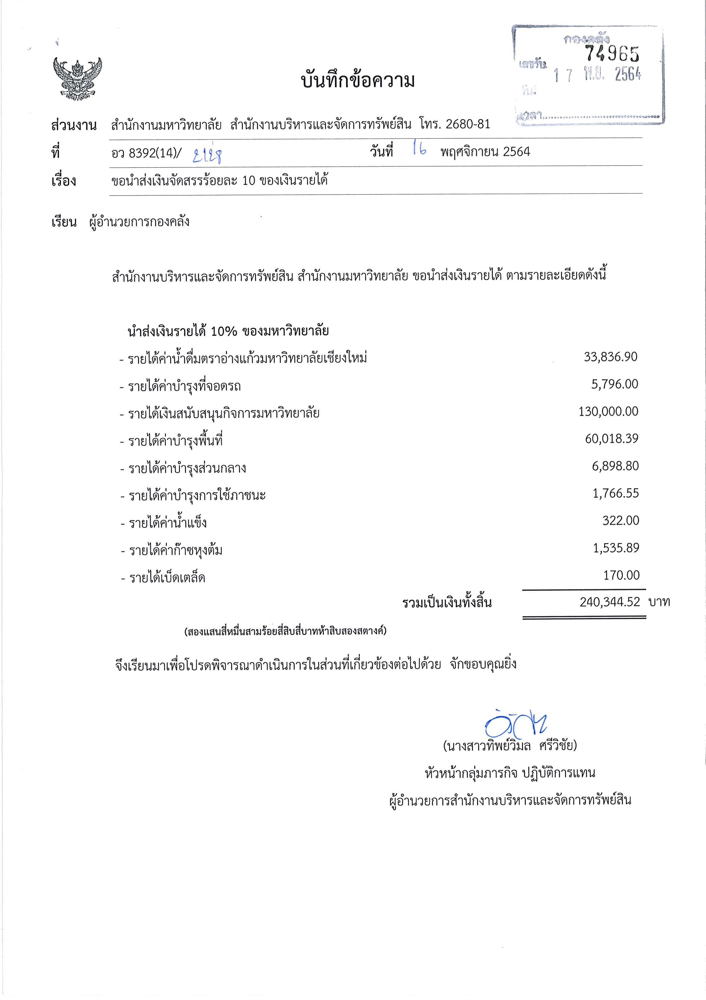 กองคลัง
74965
เลขรับ
17 พ.ย. 2564
วันที่
เวลา
บันทึกข้อความ
ส่วนงาน สำนักงานมหาวิทยาลัย สำนักงานบริหารและจัดการทรัพย์สิน โทร. 2680-81
ที่ อว 8392(14)/ วันที่ 16 พฤศจิกายน 2564
เรื่อง ขอนำส่งเงินจัดสรรร้อยละ 10 ของเงินรายได้
เรียน ผู้อำนวยการกองคลัง
สำนักงานบริหารและจัดการทรัพย์สิน สำนักงานมหาวิทยาลัย ขอนำส่งเงินรายได้ ตามรายละเอียดดังนี้
นำส่งเงินรายได้ 10% ของมหาวิทยาลัย
- รายได้ค่าน้ำดื่มตราอ่างแก้วมหาวิทยาลัยเชียงใหม่ 33,836.90
- รายได้ค่าบำรุงที่จอดรถ 5,796.00
- รายได้เงินสนับสนุนกิจการมหาวิทยาลัย 130,000.00
- รายได้ค่าบำรุงพื้นที่ 60,018.39
- รายได้ค่าบำรุงส่วนกลาง 6,898.80
- รายได้ค่าบำรุงการใช้ภาชนะ 1,766.55
- รายได้ค่าน้ำแข็ง 322.00
- รายได้ค่าก๊าซหุงต้ม 1,535.89
- รายได้เบ็ดเตล็ด 170.00
รวมเป็นเงินทั้งสิ้น 240,344.52 บาท
(สองแสนสี่หมื่นสามร้อยสี่สิบสี่บาทห้าสิบสองสตางค์)
จึงเรียนมาเพื่อโปรดพิจารณาดำเนินการในส่วนที่เกี่ยวข้องต่อไปด้วย จักขอบคุณยิ่ง
(นางสาวทิพย์วิมล ศรีวิชัย)
หัวหน้ากลุ่มภารกิจ ปฏิบัติการแทน
ผู้อำนวยการสำนักงานบริหารและจัดการทรัพย์สิน